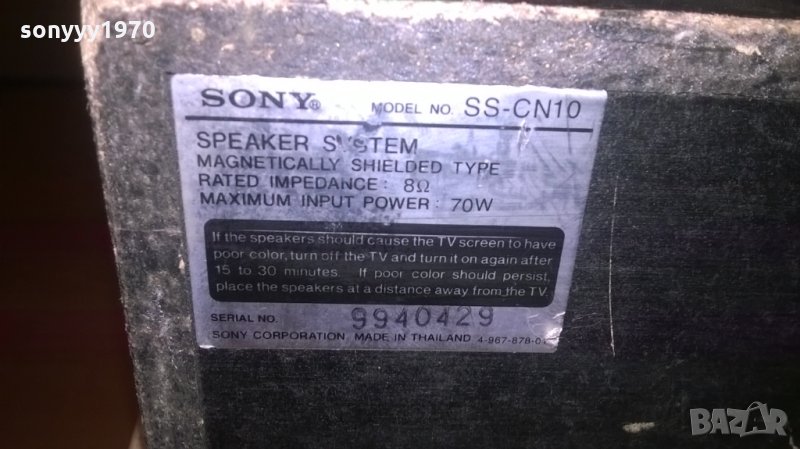 sonyyy1970
SONY® MODEL NO. SS-CN10
SPEAKER SYSTEM
MAGNETICALLY SHIELDED TYPE
RATED IMPEDANCE : 8Ω
MAXIMUM INPUT POWER : 70W
If the speakers should cause the TV screen to have
poor color, turn off the TV and turn it on again after
15 to 30 minutes. If poor color should persist,
place the speakers at a distance away from the TV.
SERIAL NO. 9940429
SONY CORPORATION MADE IN THAILAND
BAZAR